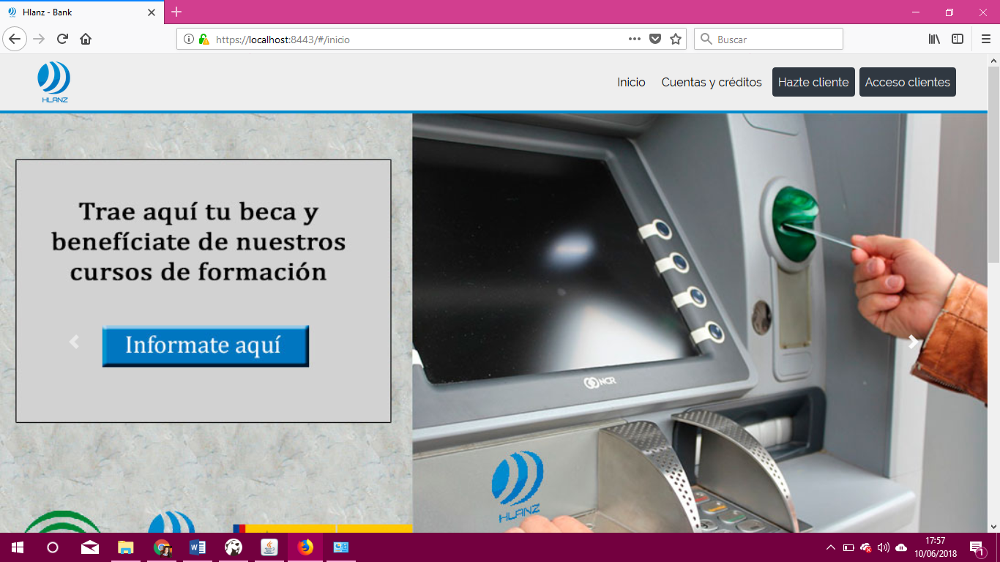 Hlanz - Bank
https://localhost:8443/#/inicio
Buscar
HLANZ
Inicio
Cuentas y créditos
Hazte cliente
Acceso clientes
Trae aquí tu beca y
benefíciate de nuestros
cursos de formación
Informate aquí
NCR
HLANZ
17:57
10/06/2018
1